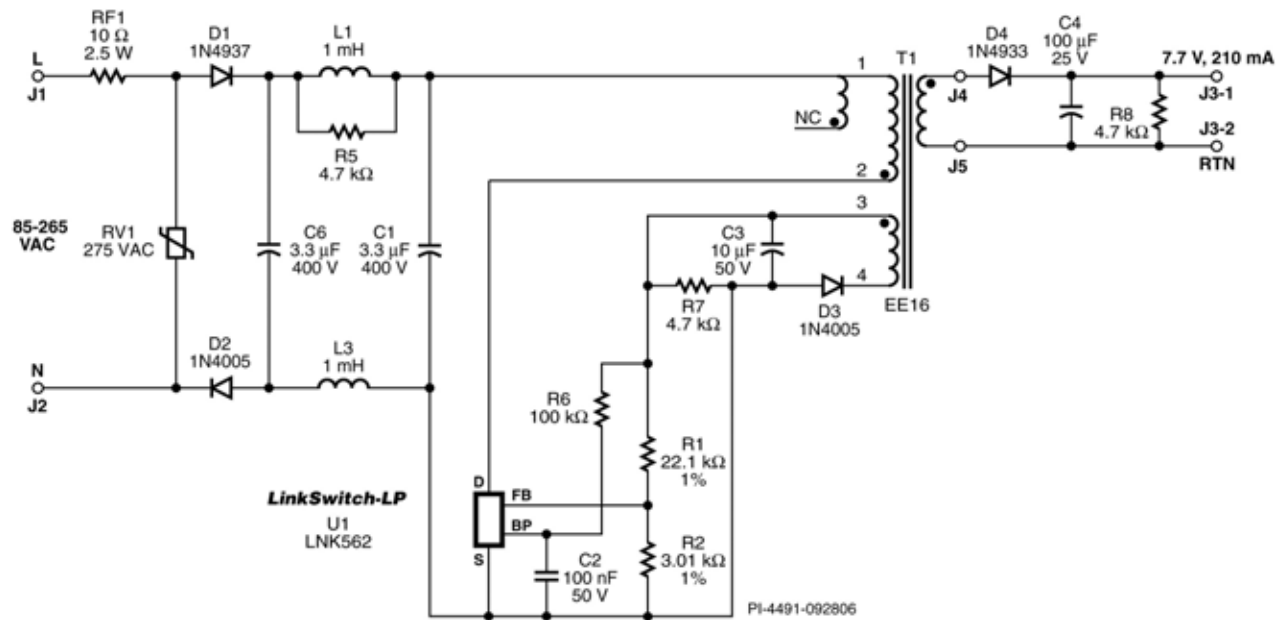 RF1
10 Ω
2.5 W
D1
1N4937
L1
1 mH
R5
4.7 kΩ
L
J1
85-265
VAC
RV1
275 VAC
C6
3.3 µF
400 V
C1
3.3 µF
400 V
D2
1N4005
L3
1 mH
N
J2
1
NC
2
3
4
T1
EE16
J4
J5
D4
1N4933
C4
100 µF
25 V
R8
4.7 kΩ
7.7 V, 210 mA
J3-1
J3-2
RTN
C3
10 µF
50 V
R7
4.7 kΩ
D3
1N4005
R6
100 kΩ
R1
22.1 kΩ
1%
R2
3.01 kΩ
1%
LinkSwitch-LP
U1
LNK562
D
FB
BP
S
C2
100 nF
50 V
PI-4491-092806